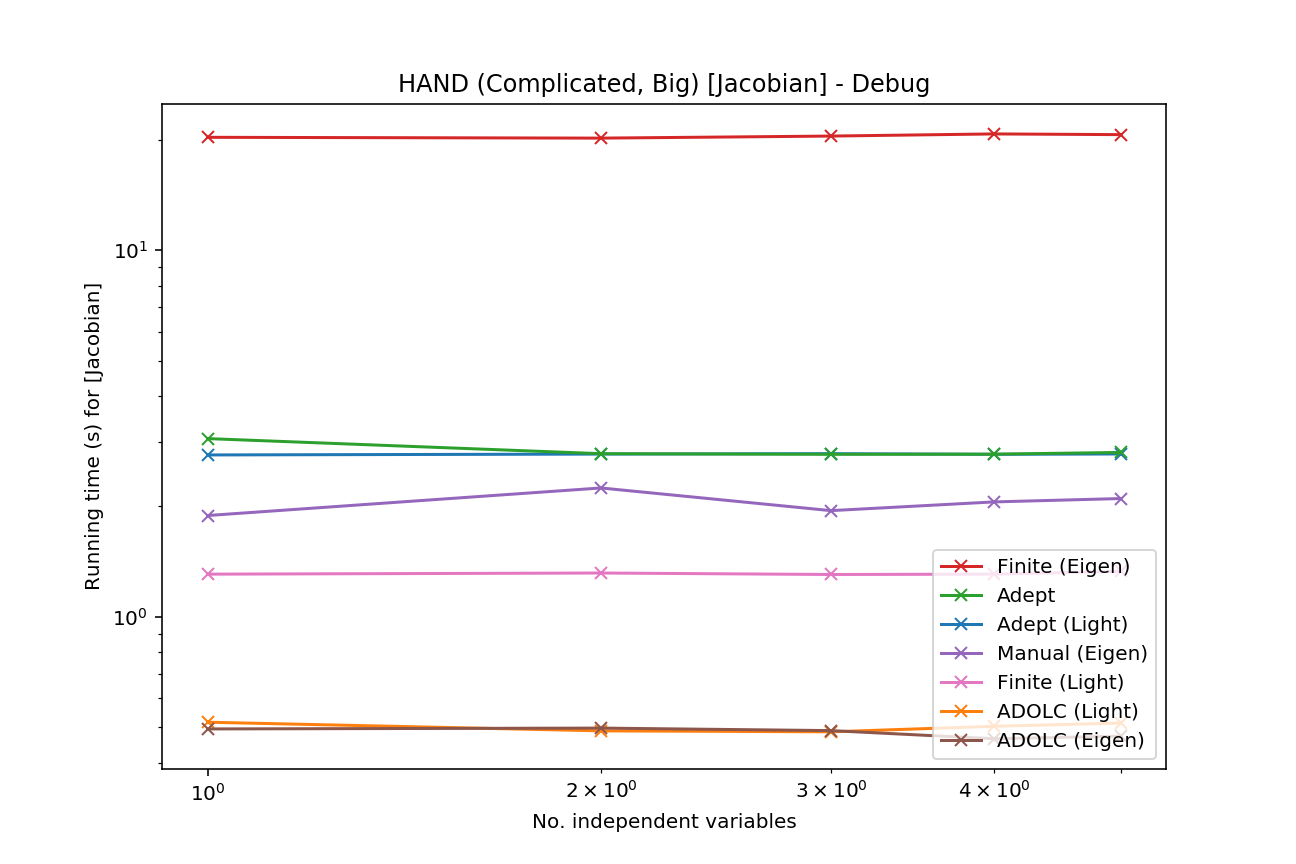 HAND (Complicated, Big) [Jacobian] - Debug
Running time (s) for [Jacobian]
10¹
10⁰
Finite (Eigen)
Adept
Adept (Light)
Manual (Eigen)
Finite (Light)
ADOLC (Light)
ADOLC (Eigen)
10⁰
2 × 10⁰
3 × 10⁰
4 × 10⁰
No. independent variables